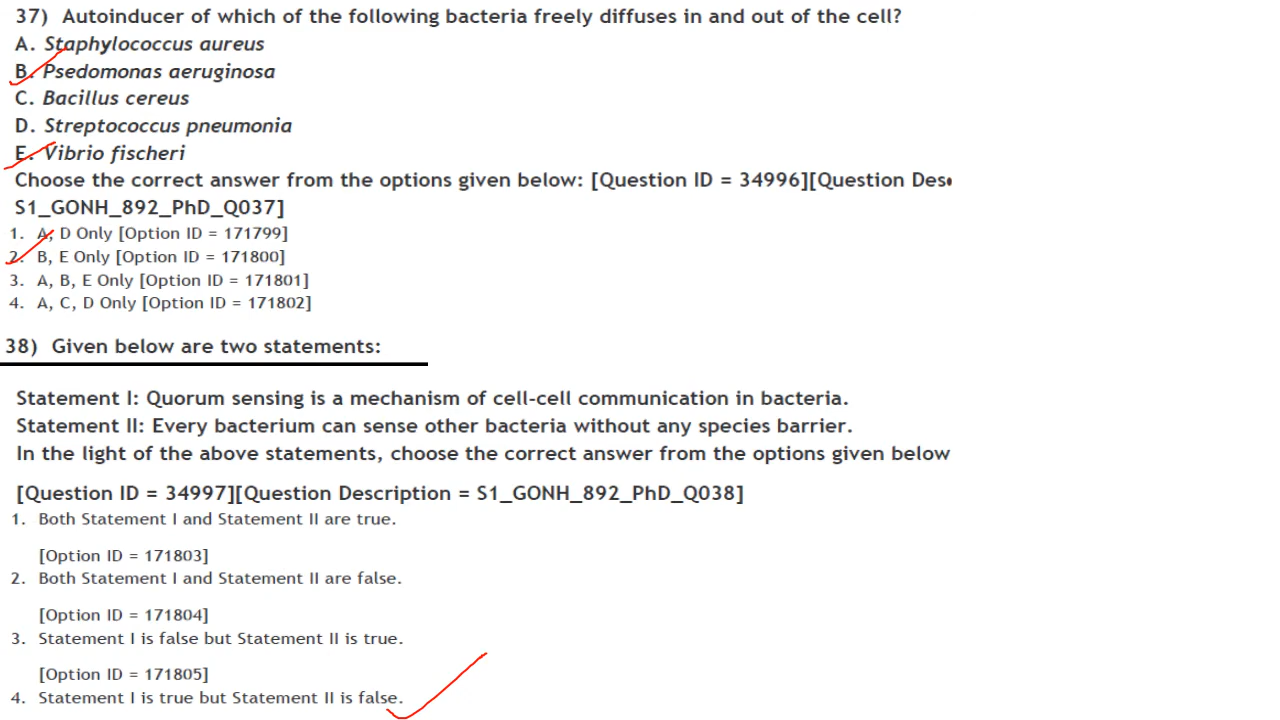 37) Autoinducer of which of the following bacteria freely diffuses in and out of the cell?
A. Staphylococcus aureus
B. Psedomonas aeruginosa
C. Bacillus cereus
D. Streptococcus pneumonia
E. Vibrio fischeri
Choose the correct answer from the options given below: [Question ID = 34996][Question Des
S1_GONH_892_PhD_Q037]
1. A, D Only [Option ID = 171799]
2. B, E Only [Option ID = 171800]
3. A, B, E Only [Option ID = 171801]
4. A, C, D Only [Option ID = 171802]
38) Given below are two statements:
Statement I: Quorum sensing is a mechanism of cell-cell communication in bacteria.
Statement II: Every bacterium can sense other bacteria without any species barrier.
In the light of the above statements, choose the correct answer from the options given below
[Question ID = 34997][Question Description = S1_GONH_892_PhD_Q038]
1. Both Statement I and Statement II are true.
[Option ID = 171803]
2. Both Statement I and Statement II are false.
[Option ID = 171804]
3. Statement I is false but Statement II is true.
[Option ID = 171805]
4. Statement I is true but Statement II is false.